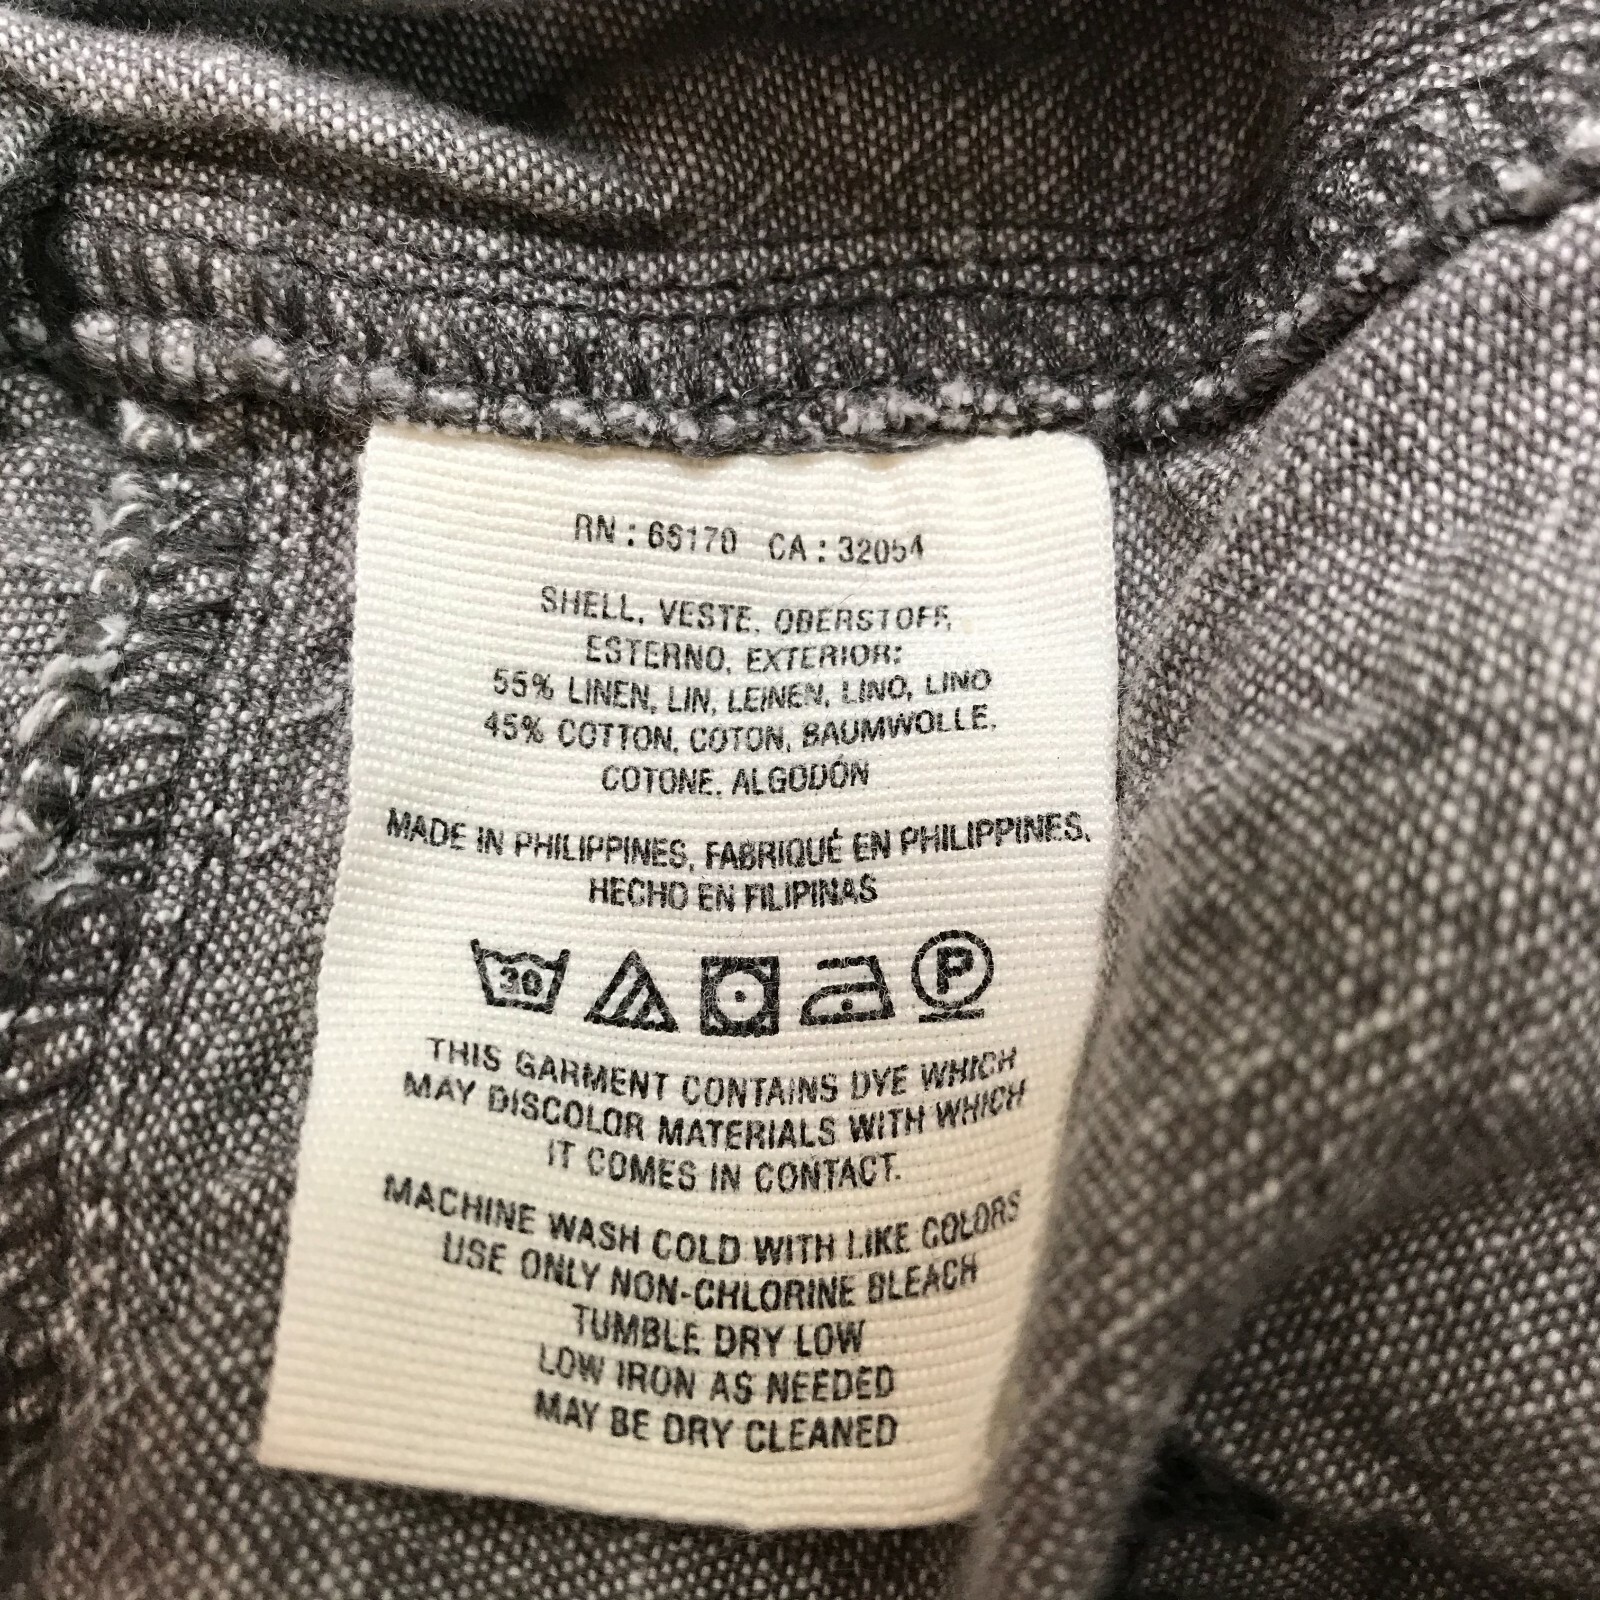 RN : 66170 CA : 32054
SHELL, VESTE, OBERSTOFF,
ESTERNO, EXTERIOR:
55% LINEN, LIN, LEINEN, LINO, LINO
45% COTTON, COTON, BAUMWOLLE,
COTONE, ALGODÓN
MADE IN PHILIPPINES, FABRIQUÉ EN PHILIPPINES,
HECHO EN FILIPINAS
30 P
THIS GARMENT CONTAINS DYE WHICH
MAY DISCOLOR MATERIALS WITH WHICH
IT COMES IN CONTACT.
MACHINE WASH COLD WITH LIKE COLORS
USE ONLY NON-CHLORINE BLEACH
TUMBLE DRY LOW
LOW IRON AS NEEDED
MAY BE DRY CLEANED